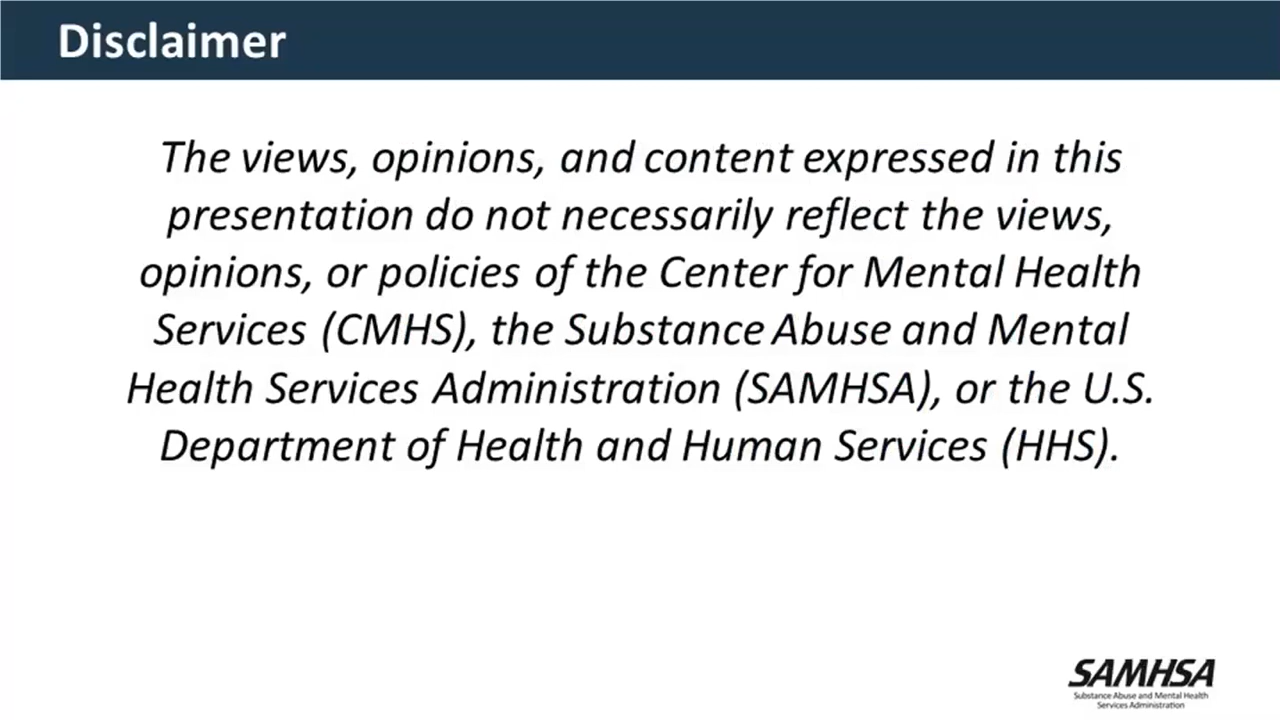 Disclaimer
The views, opinions, and content expressed in this
presentation do not necessarily reflect the views,
opinions, or policies of the Center for Mental Health
Services (CMHS), the Substance Abuse and Mental
Health Services Administration (SAMHSA), or the U.S.
Department of Health and Human Services (HHS).
SAMHSA
Substance Abuse and Mental Health
Services Administration